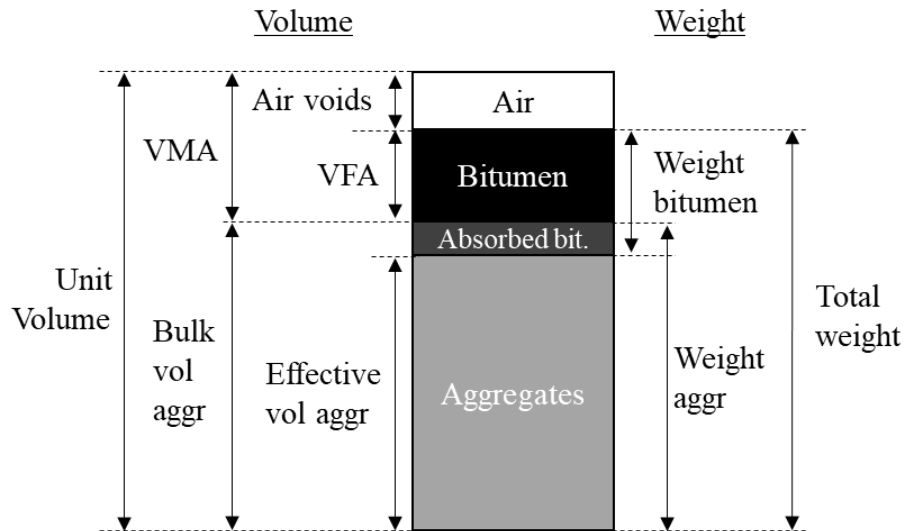 Volume
Weight
Air voids
Air
VMA
VFA
Bitumen
Weight
bitumen
Absorbed bit.
Unit
Volume
Bulk
vol
aggr
Effective
vol aggr
Aggregates
Weight
aggr
Total
weight